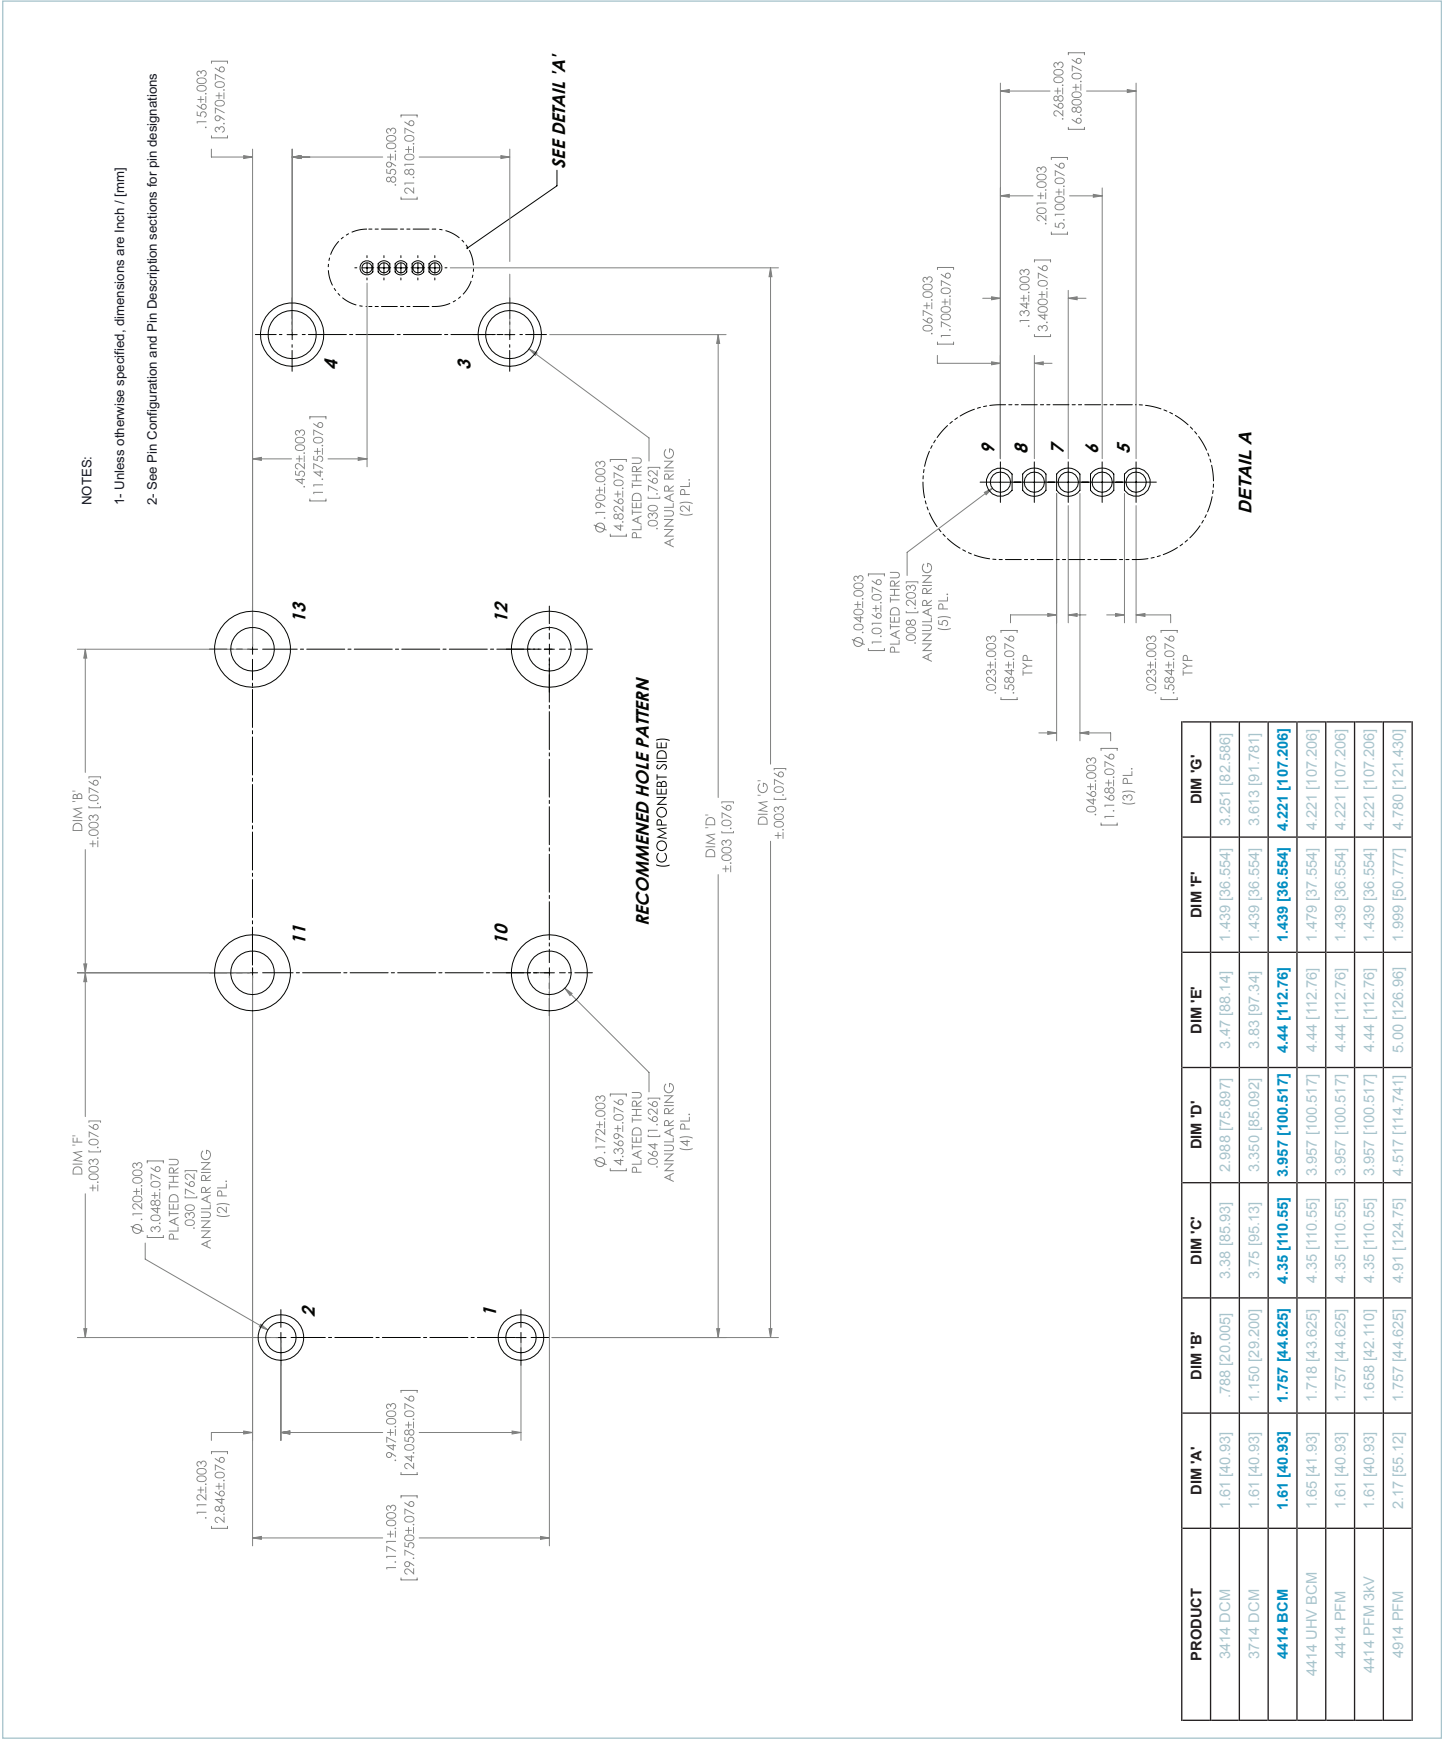 NOTES:
1- Unless otherwise specified, dimensions are Inch / [mm]
2- See Pin Configuration and Pin Description sections for pin designations
DIM 'F'
±.003 [.076]
DIM 'B'
±.003 [.076]
.112±.003
[2.846±.076]
Ø.120±.003
[3.048±.076]
PLATED THRU
.030 [762]
ANNULAR RING
(2) PL.
.452±.003
[11.475±.076]
.156±.003
[3.970±.076]
2
11
13
4
.947±.003
[24.058±.076]
1.171±.003
[29.750±.076]
.859±.003
[21.810±.076]
1
10
12
3
SEE DETAIL 'A'
Ø.172±.003
[4.369±.076]
PLATED THRU
.064 [1.626]
ANNULAR RING
(4) PL.
Ø.190±.003
[4.826±.076]
PLATED THRU
.030 [.762]
ANNULAR RING
(2) PL.
RECOMMENED HOLE PATTERN
(COMPONEBT SIDE)
DIM 'D'
±.003 [.076]
DIM 'G'
±.003 [.076]
Ø.040±.003
[1.016±.076]
PLATED THRU
.008 [.203]
ANNULAR RING
(5) PL.
.067±.003
[1.700±.076]
.134±.003
[3.400±.076]
.201±.003
[5.100±.076]
.268±.003
[6.800±.076]
.023±.003
[.584±.076]
TYP
9
8
7
6
5
.046±.003
[1.168±.076]
(3) PL.
.023±.003
[.584±.076]
TYP
DETAIL A
PRODUCT DIM 'A' DIM 'B' DIM 'C' DIM 'D' DIM 'E' DIM 'F' DIM 'G'
3414 DCM 1.61 [40.93] .788 [20.005] 3.38 [85.93] 2.988 [75.897] 3.47 [88.14] 1.439 [36.554] 3.251 [82.586]
3714 DCM 1.61 [40.93] 1.150 [29.200] 3.75 [95.13] 3.350 [85.092] 3.83 [97.34] 1.439 [36.554] 3.613 [91.781]
4414 BCM 1.61 [40.93] 1.757 [44.625] 4.35 [110.55] 3.957 [100.517] 4.44 [112.76] 1.439 [36.554] 4.221 [107.206]
4414 UHV BCM 1.65 [41.93] 1.718 [43.625] 4.35 [110.55] 3.957 [100.517] 4.44 [112.76] 1.479 [37.554] 4.221 [107.206]
4414 PFM 1.61 [40.93] 1.757 [44.625] 4.35 [110.55] 3.957 [100.517] 4.44 [112.76] 1.439 [36.554] 4.221 [107.206]
4414 PFM 3kV 1.61 [40.93] 1.658 [42.110] 4.35 [110.55] 3.957 [100.517] 4.44 [112.76] 1.439 [36.554] 4.221 [107.206]
4914 PFM 2.17 [55.12] 1.757 [44.625] 4.91 [124.75] 4.517 [114.741] 5.00 [126.96] 1.999 [50.777] 4.780 [121.430]